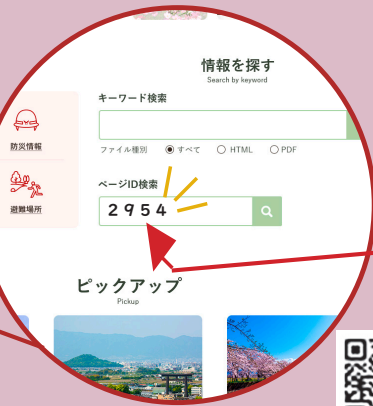 情報を探す
Search by keyword
キーワード検索
防災情報
ファイル種別 すべて HTML PDF
ページID検索
避難場所
2954
ピックアップ
Pickup